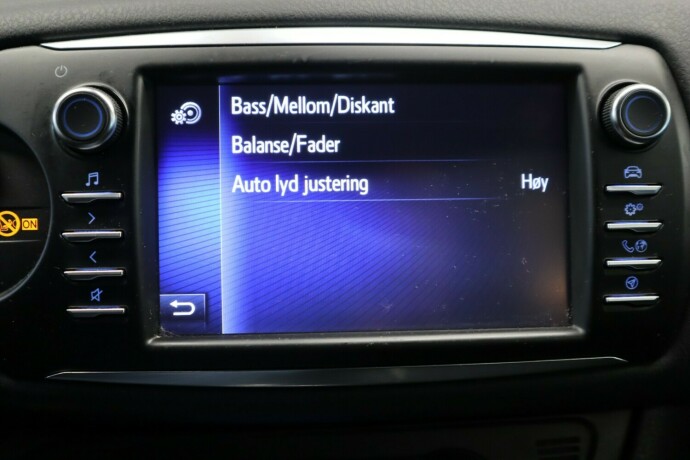 Bass/Mellom/Diskant
Balanse/Fader
Auto lyd justering Høy
ON